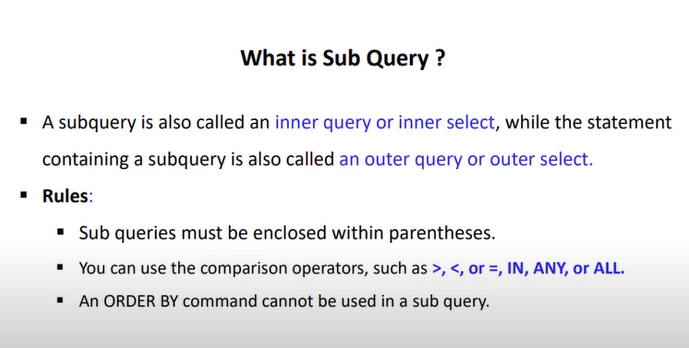 What is Sub Query ?
▪ A subquery is also called an inner query or inner select, while the statement
containing a subquery is also called an outer query or outer select.
▪ Rules:
▪ Sub queries must be enclosed within parentheses.
▪ You can use the comparison operators, such as >, <, or =, IN, ANY, or ALL.
▪ An ORDER BY command cannot be used in a sub query.